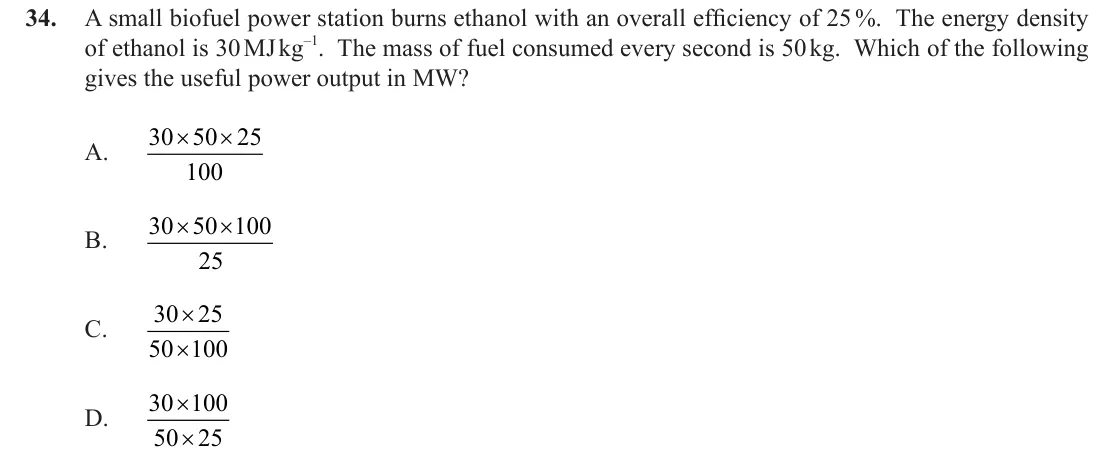 34. A small biofuel power station burns ethanol with an overall efficiency of 25%. The energy density
of ethanol is 30 MJ kg⁻¹. The mass of fuel consumed every second is 50 kg. Which of the following
gives the useful power output in MW?
A. 30×50×25
100
B. 30×50×100
25
C. 30×25
50×100
D. 30×100
50×25